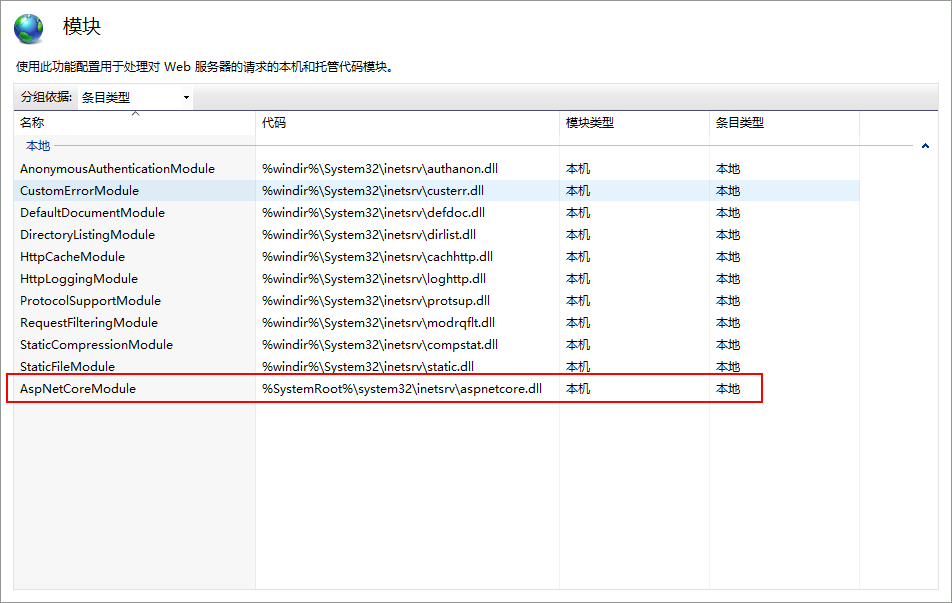 模块
使用此功能配置用于处理对 Web 服务器的请求的本机和托管代码模块。
分组依据: 条目类型
名称 代码 模块类型 条目类型
本地
AnonymousAuthenticationModule %windir%\System32\inetsrv\authanon.dll 本机 本地
CustomErrorModule %windir%\System32\inetsrv\custerr.dll 本机 本地
DefaultDocumentModule %windir%\System32\inetsrv\defdoc.dll 本机 本地
DirectoryListingModule %windir%\System32\inetsrv\dirlist.dll 本机 本地
HttpCacheModule %windir%\System32\inetsrv\cachhttp.dll 本机 本地
HttpLoggingModule %windir%\System32\inetsrv\loghttp.dll 本机 本地
ProtocolSupportModule %windir%\System32\inetsrv\protsup.dll 本机 本地
RequestFilteringModule %windir%\System32\inetsrv\modrqflt.dll 本机 本地
StaticCompressionModule %windir%\System32\inetsrv\compstat.dll 本机 本地
StaticFileModule %windir%\System32\inetsrv\static.dll 本机 本地
AspNetCoreModule %SystemRoot%\system32\inetsrv\aspnetcore.dll 本机 本地